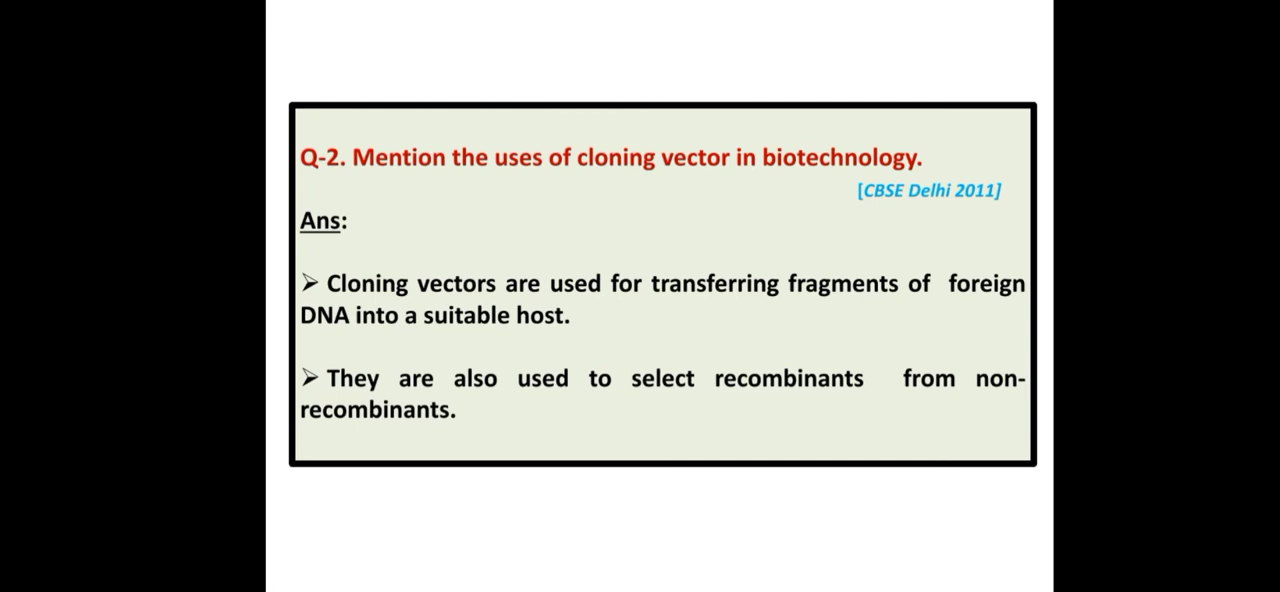 Q-2. Mention the uses of cloning vector in biotechnology.
[CBSE Delhi 2011]
Ans:
➢ Cloning vectors are used for transferring fragments of foreign
DNA into a suitable host.
➢ They are also used to select recombinants from non-
recombinants.